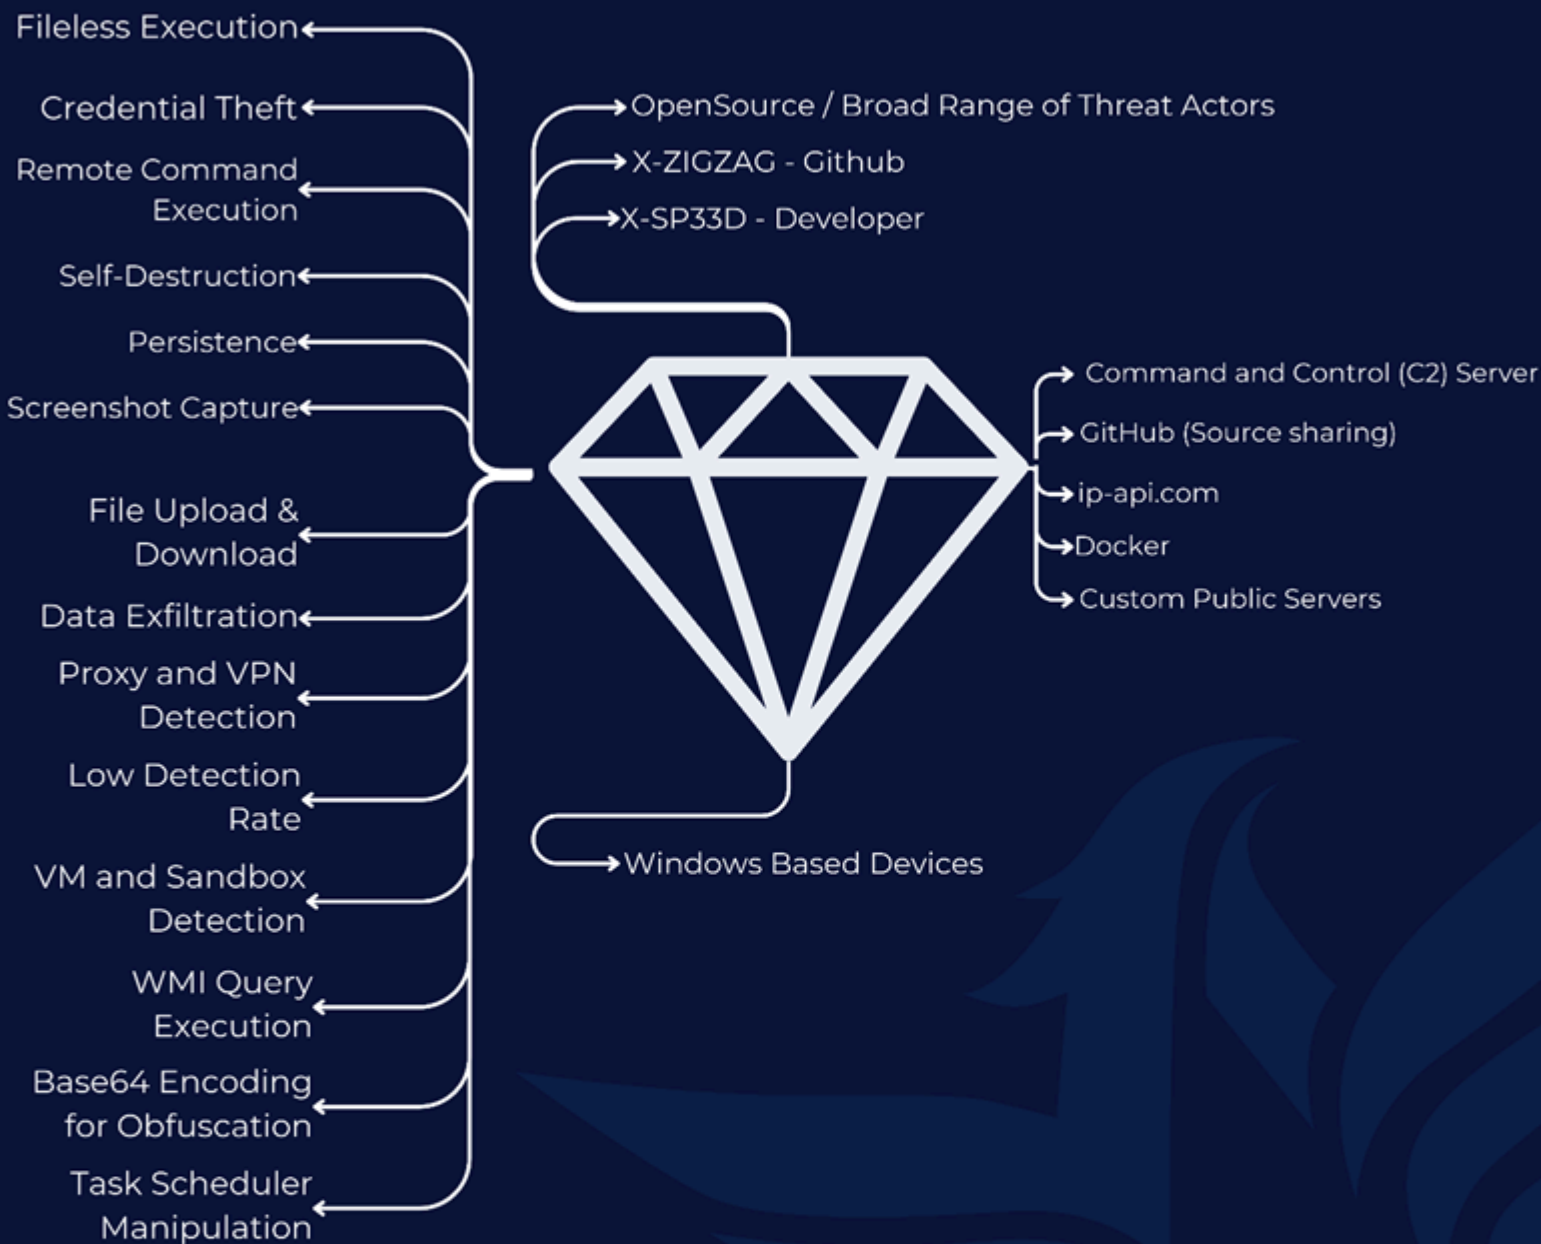 Fileless Execution
Credential Theft
Remote Command
Execution
Self-Destruction
Persistence
Screenshot Capture
File Upload &
Download
Data Exfiltration
Proxy and VPN
Detection
Low Detection
Rate
VM and Sandbox
Detection
WMI Query
Execution
Base64 Encoding
for Obfuscation
Task Scheduler
Manipulation
OpenSource / Broad Range of Threat Actors
X-ZIGZAG - Github
X-SP33D - Developer
Command and Control (C2) Server
GitHub (Source sharing)
ip-api.com
Docker
Custom Public Servers
Windows Based Devices